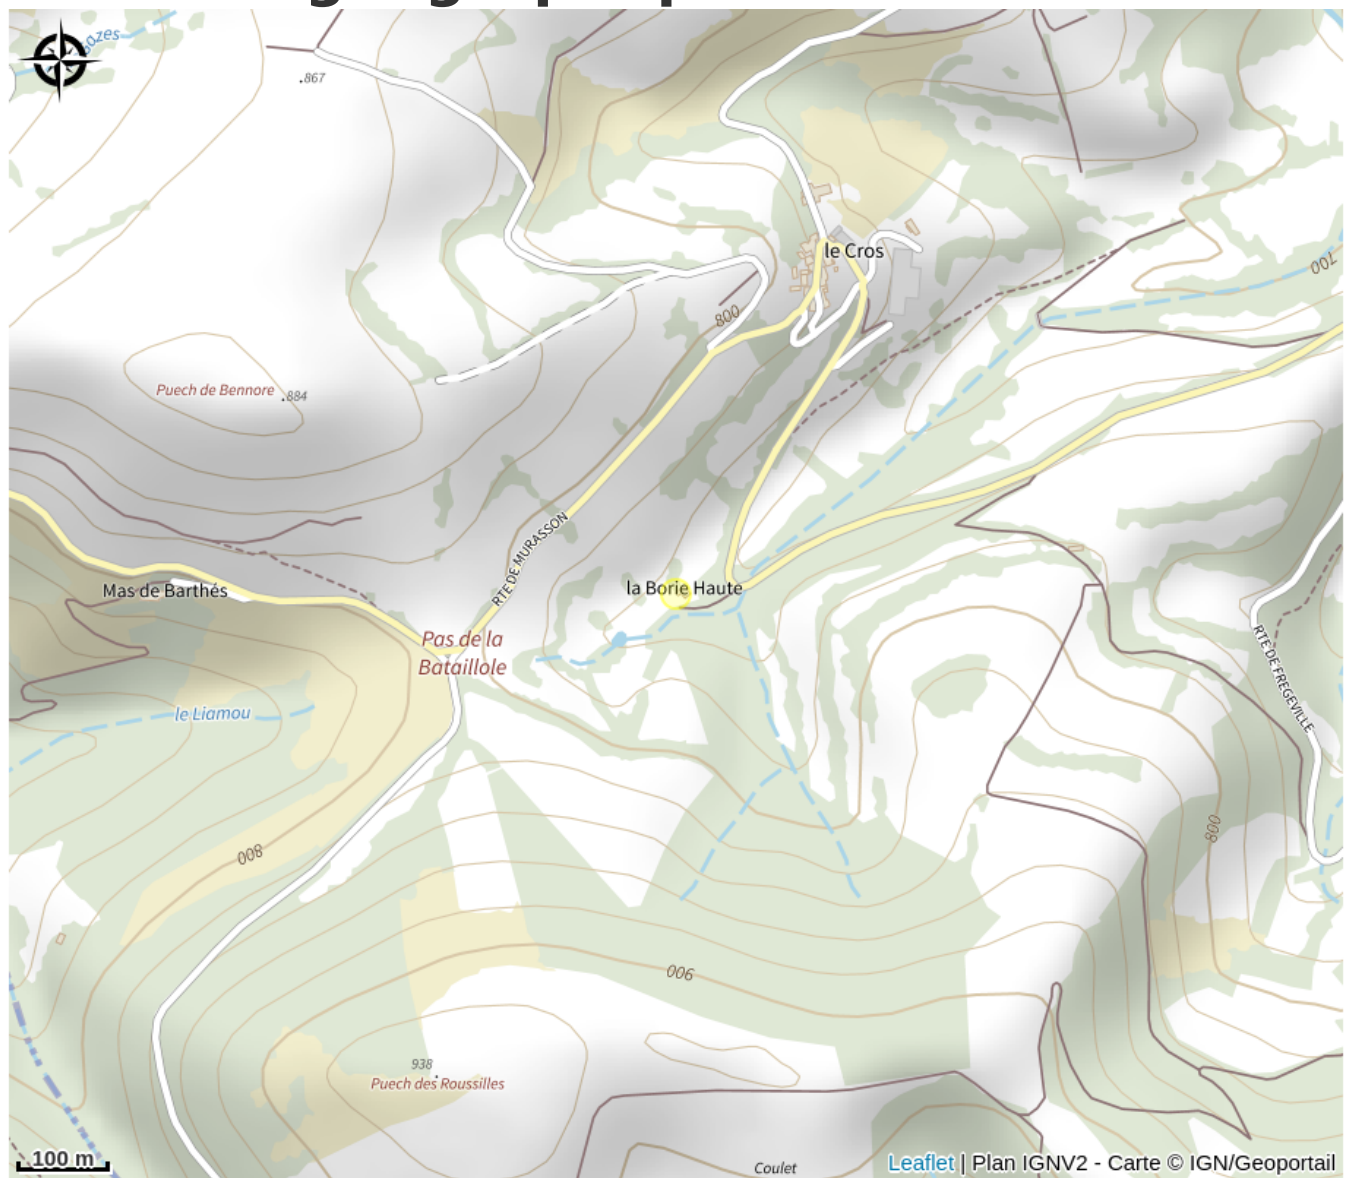 .867
le Cros
700
800
Puech de Bennore .884
RTE DE MURASSON
Mas de Barthés
la Borie Haute
Pas de la
Bataillole
RTE DE FREGEVILLE
le Liamou
800
800
900
938
Puech des Roussilles
100 m
Coulet
Leaflet | Plan IGNV2 - Carte © IGN/Geoportail